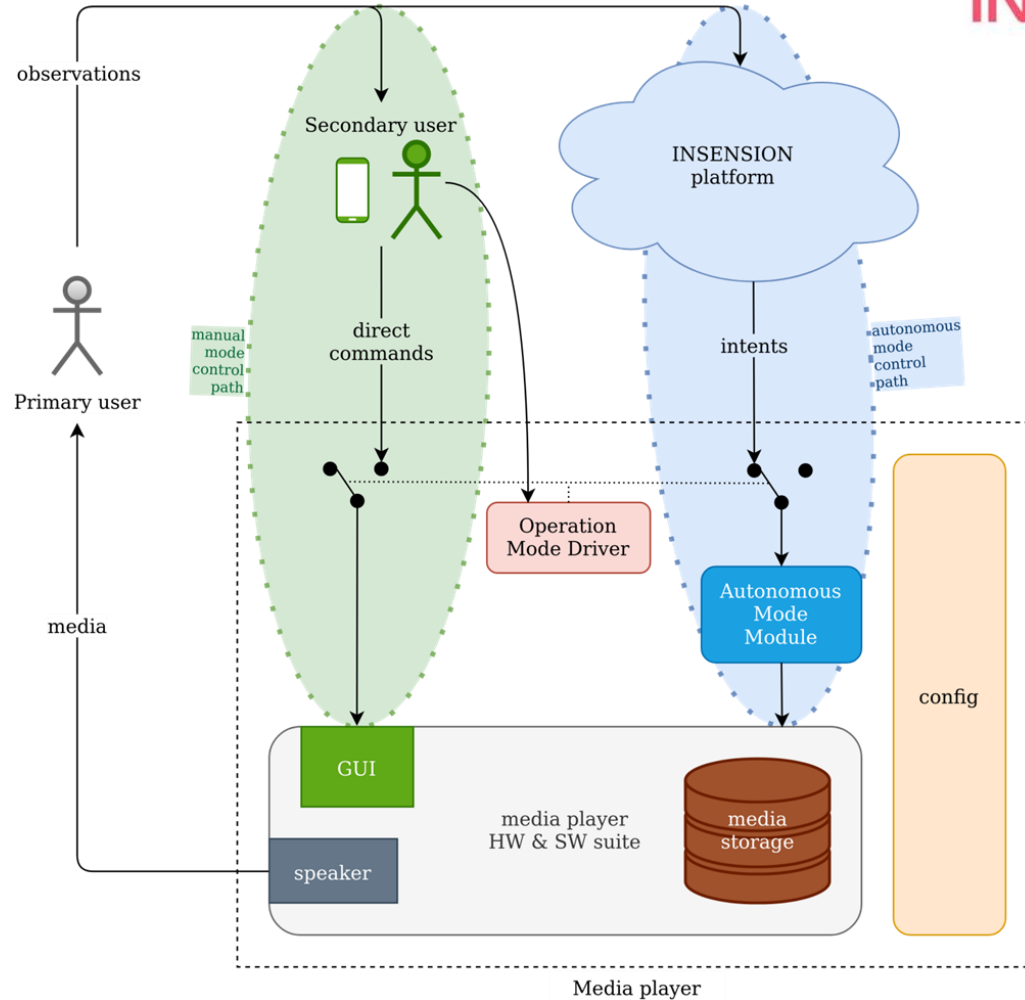 IN
observations
Secondary user
INSENSION
platform
direct
commands
intents
manual
mode
control
path
autonomous
mode
control
path
Primary user
Operation
Mode Driver
Autonomous
Mode
Module
media
config
GUI
media player
HW & SW suite
media
storage
speaker
Media player